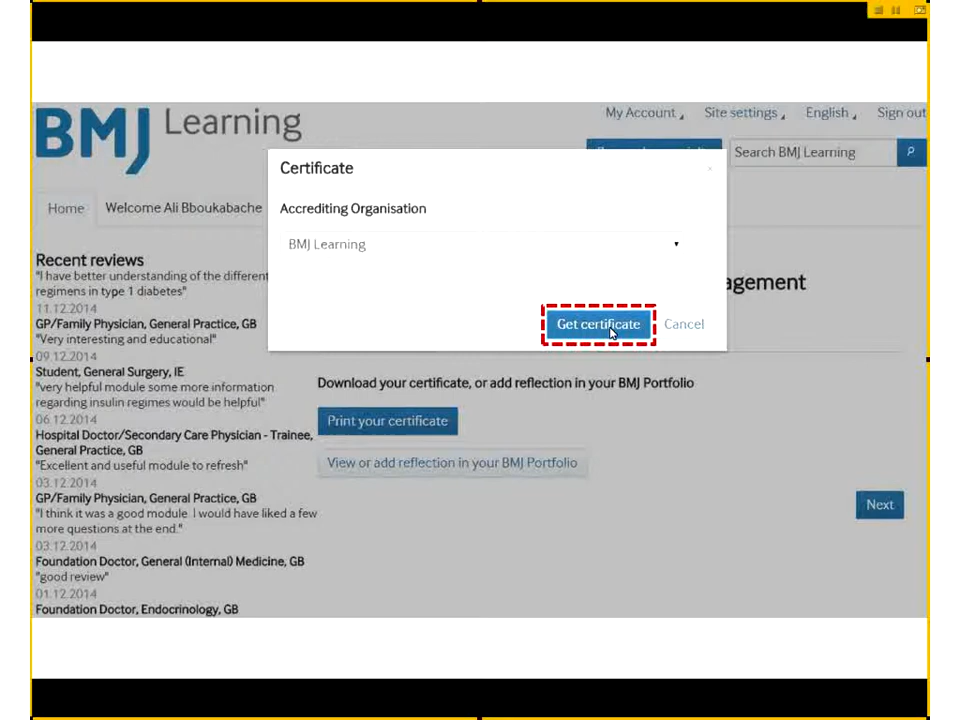 BMJ Learning
My Account
Site settings
English
Sign out
Search BMJ Learning
Home
Welcome Ali Bboukabache
Certificate
Accrediting Organisation
BMJ Learning
Get certificate
Cancel
agement
Recent reviews
"I have better understanding of the different
regimens in type 1 diabetes"
11.12.2014
GP/Family Physician, General Practice, GB
"Very interesting and educational"
09.12.2014
Student, General Surgery, IE
"very helpful module some more information
regarding insulin regimes would be helpful"
06.12.2014
Hospital Doctor/Secondary Care Physician - Trainee,
General Practice, GB
"Excellent and useful module to refresh"
03.12.2014
GP/Family Physician, General Practice, GB
"I think it was a good module. I would have liked a few
more questions at the end."
03.12.2014
Foundation Doctor, General (Internal) Medicine, GB
"good review"
01.12.2014
Foundation Doctor, Endocrinology, GB
Download your certificate, or add reflection in your BMJ Portfolio
Print your certificate
View or add reflection in your BMJ Portfolio
Next